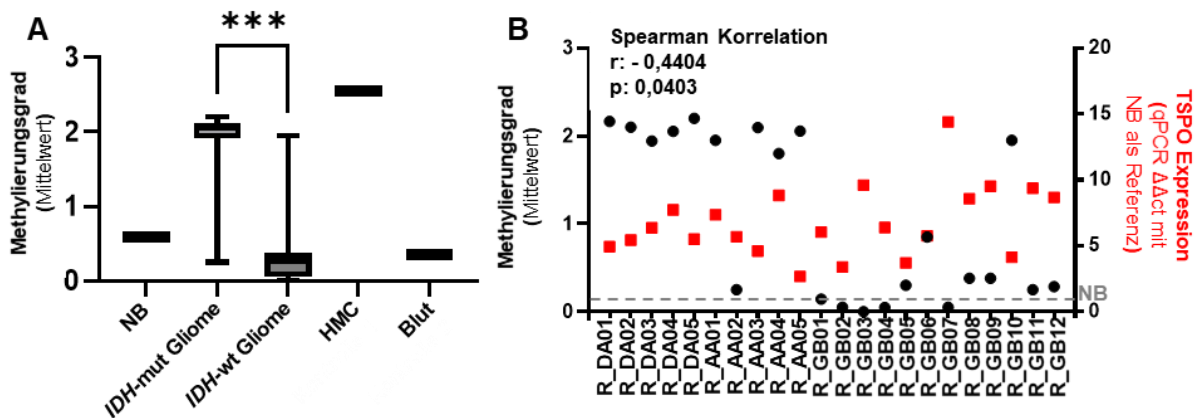 A
***
Methylierungsgrad
(Mittelwert)
3
2
1
0
NB
IDH-mut Gliome
IDH-wt Gliome
HMC
Blut
B
Spearman Korrelation
r: - 0,4404
p: 0,0403
Methylierungsgrad
(Mittelwert)
3
2
1
0
20
15
10
5
0
NB
TSPO Expression
(qPCR ΔΔct mit
NB als Referenz)
R_DA01
R_DA02
R_DA03
R_DA04
R_DA05
R_AA01
R_AA02
R_AA03
R_AA04
R_AA05
R_GB01
R_GB02
R_GB03
R_GB04
R_GB05
R_GB06
R_GB07
R_GB08
R_GB09
R_GB10
R_GB11
R_GB12